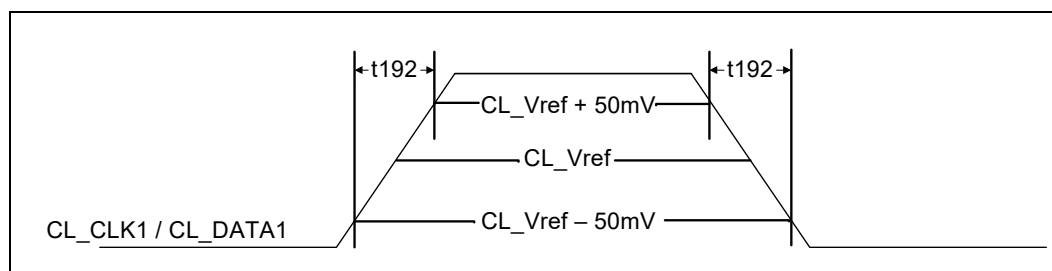 t192 t192
CL_Vref + 50mV
CL_Vref
CL_CLK1 / CL_DATA1 CL_Vref – 50mV